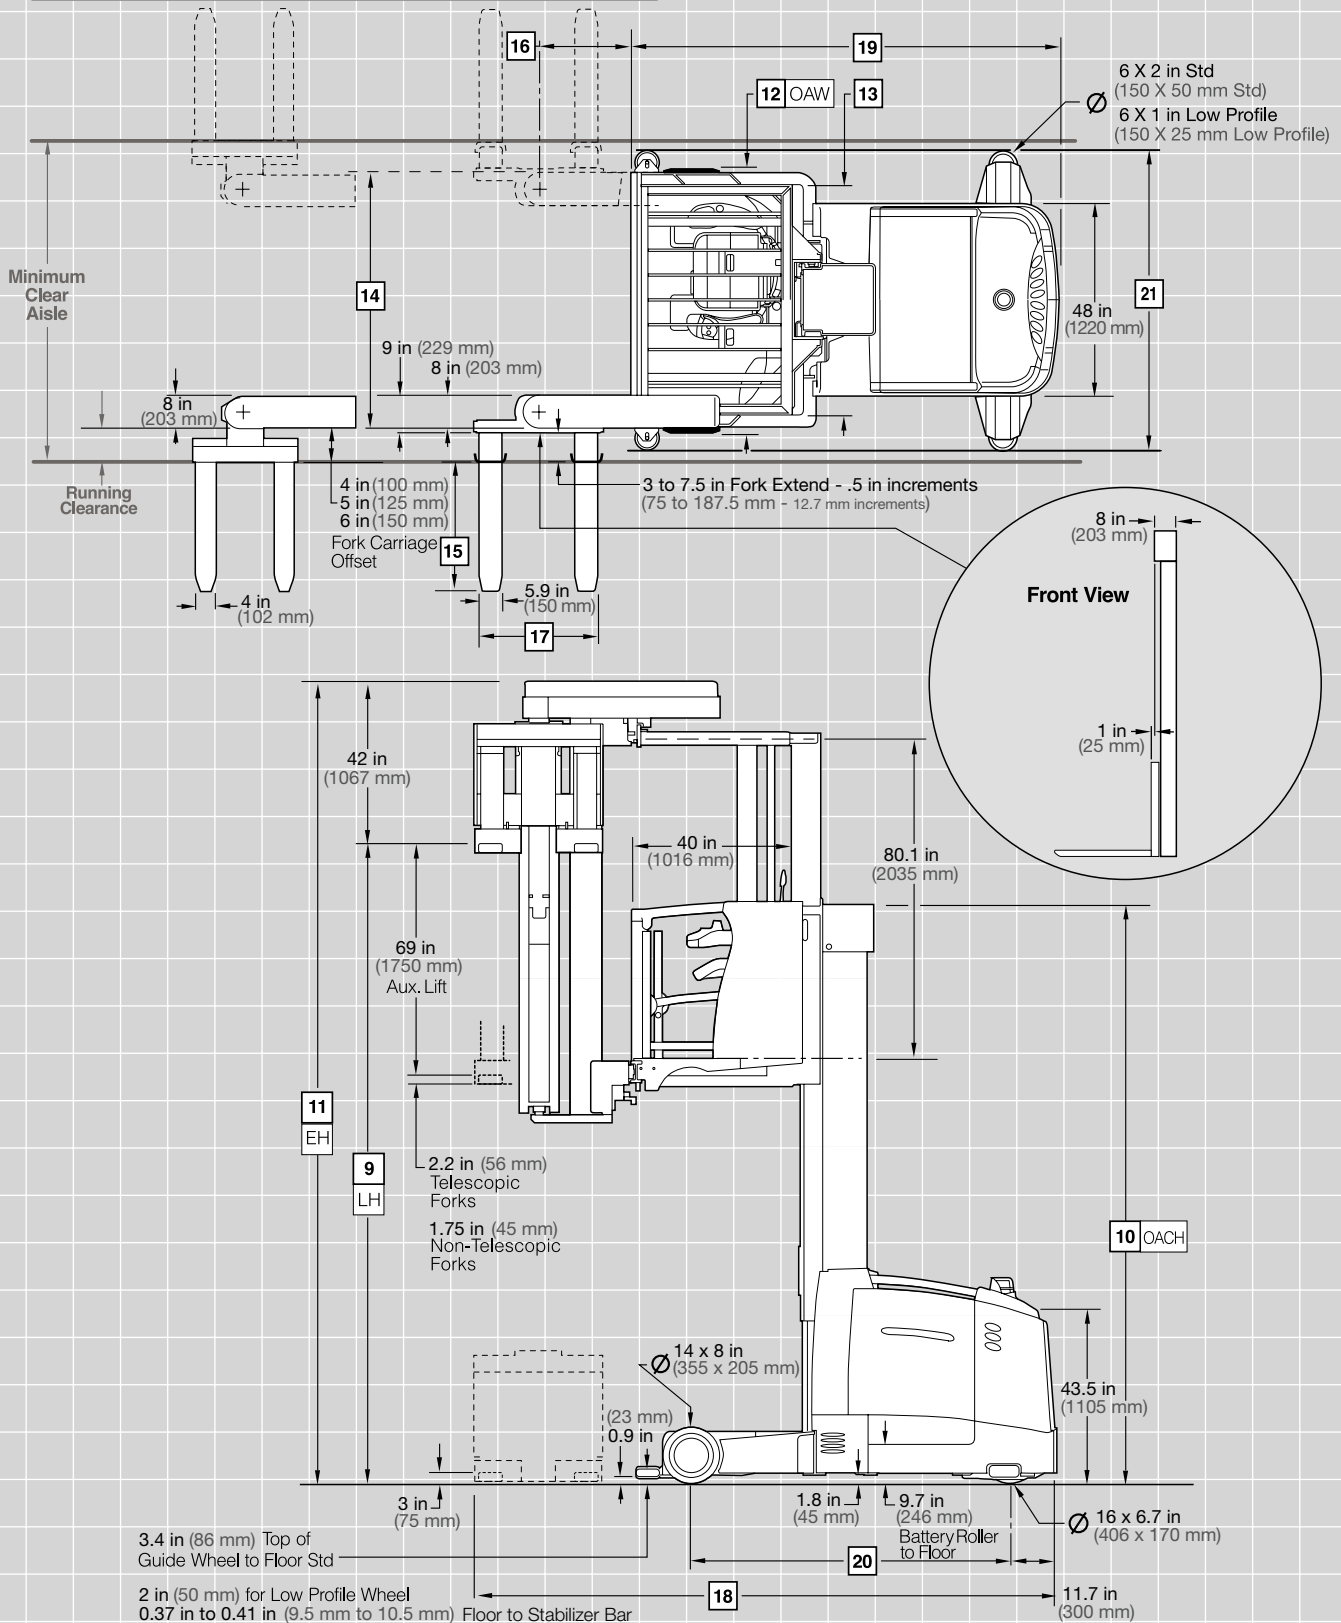 16
19
6 X 2 in Std
(150 X 50 mm Std)
6 X 1 in Low Profile
(150 X 25 mm Low Profile)
12 OAW
13
Minimum
Clear
Aisle
14
21
48 in
(1220 mm)
9 in (229 mm)
8 in (203 mm)
8 in
(203 mm)
Running
Clearance
4 in (100 mm)
5 in (125 mm)
6 in (150 mm)
Fork Carriage
Offset
15
3 to 7.5 in Fork Extend - .5 in increments
(75 to 187.5 mm - 12.7 mm increments)
8 in
(203 mm)
Front View
1 in
(25 mm)
4 in
(102 mm)
5.9 in
(150 mm)
17
42 in
(1067 mm)
40 in
(1016 mm)
80.1 in
(2035 mm)
69 in
(1750 mm)
Aux. Lift
11
EH
9
LH
2.2 in (56 mm)
Telescopic
Forks
1.75 in (45 mm)
Non-Telescopic
Forks
10 OACH
Ø 14 x 8 in
(355 x 205 mm)
(23 mm)
0.9 in
43.5 in
(1105 mm)
3 in
(75 mm)
1.8 in
(45 mm)
9.7 in
(246 mm)
Battery Roller
to Floor
Ø 16 x 6.7 in
(406 x 170 mm)
3.4 in (86 mm) Top of
Guide Wheel to Floor Std
20
18
11.7 in
(300 mm)
2 in (50 mm) for Low Profile Wheel
0.37 in to 0.41 in (9.5 mm to 10.5 mm) Floor to Stabilizer Bar